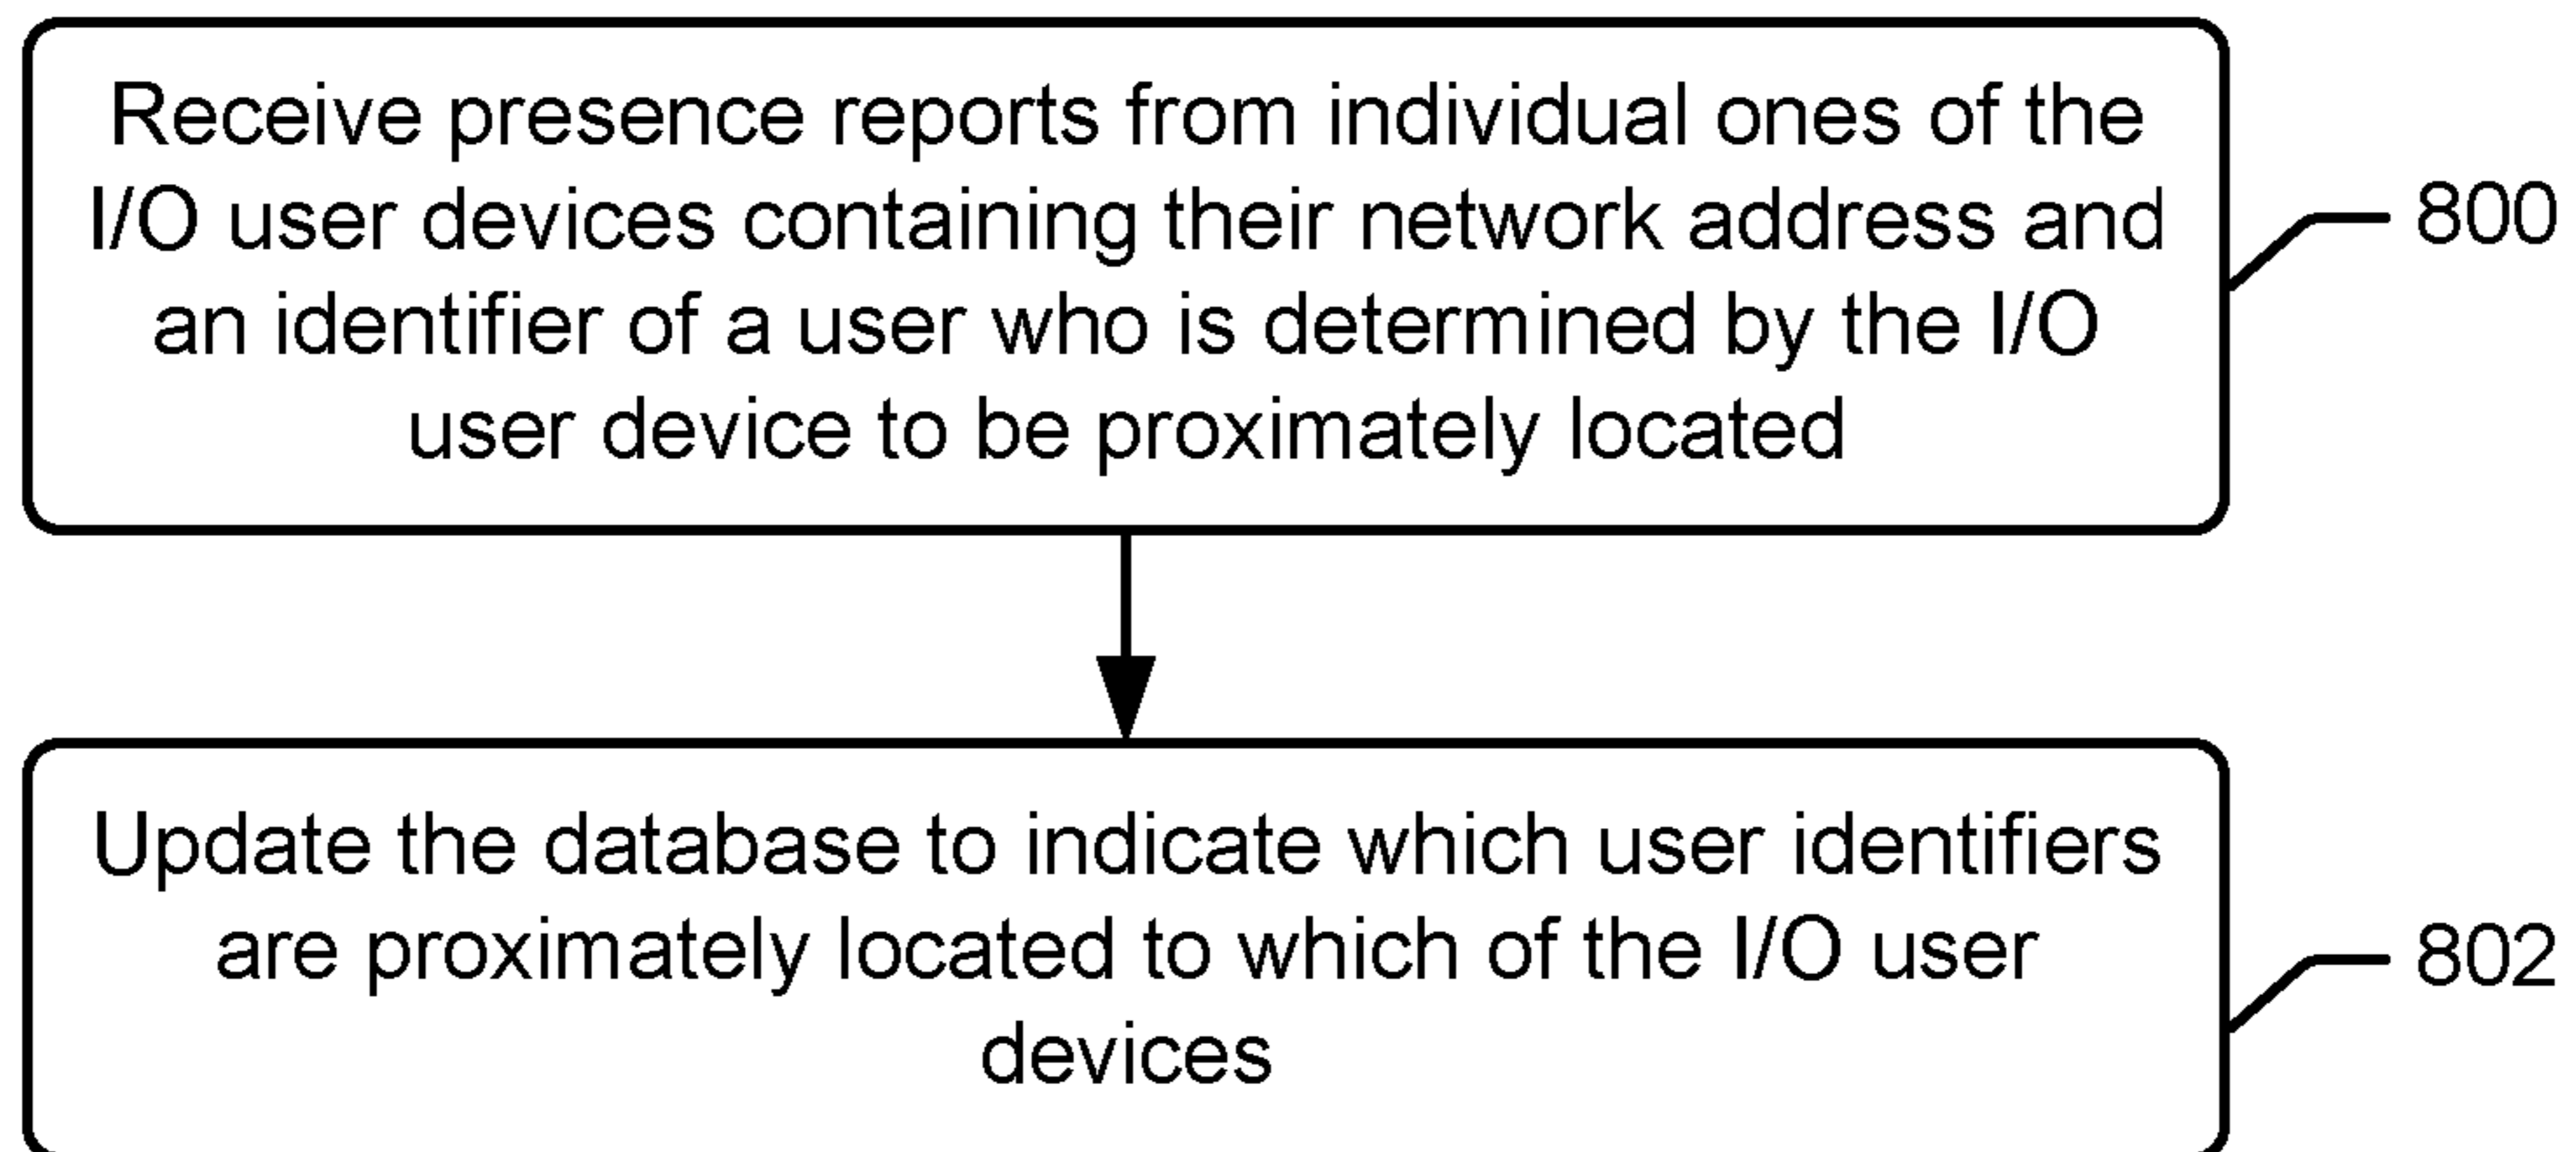 Receive presence reports from individual ones of the
I/O user devices containing their network address and
an identifier of a user who is determined by the I/O
user device to be proximately located
800
Update the database to indicate which user identifiers
are proximately located to which of the I/O user
devices
802